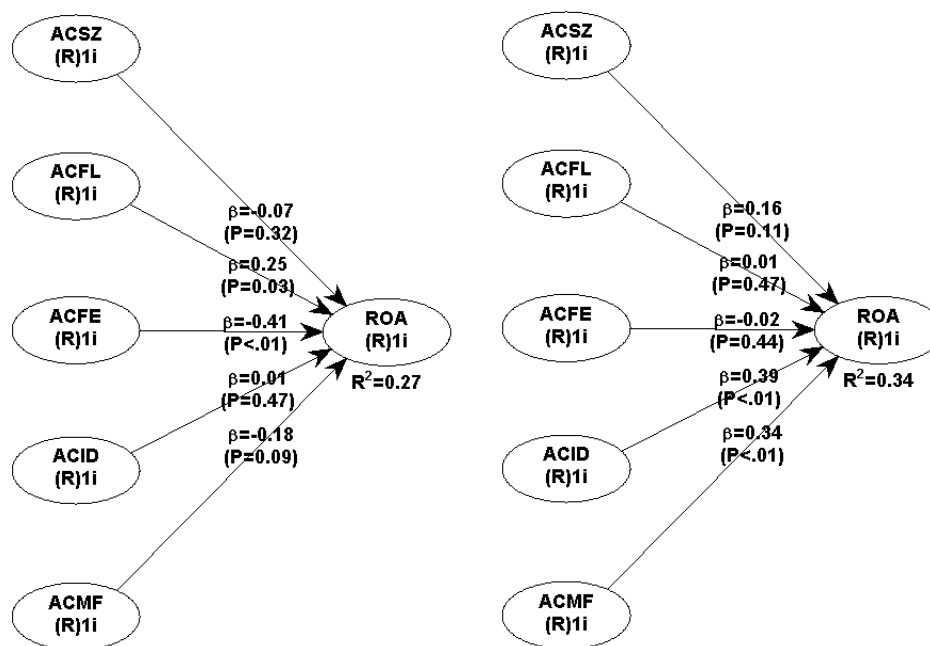 ACSZ
(R)1i
ACFL
(R)1i
β=-0.07
(P=0.32)
β=0.25
(P=0.03)
ACFE
(R)1i
β=-0.41
(P<.01)
ROA
(R)1i
R²=0.27
β=0.01
(P=0.47)
ACID
(R)1i
β=-0.18
(P=0.09)
ACMF
(R)1i
ACSZ
(R)1i
ACFL
(R)1i
β=0.16
(P=0.11)
β=0.01
(P=0.47)
ACFE
(R)1i
β=-0.02
(P=0.44)
ROA
(R)1i
R²=0.34
β=0.39
(P<.01)
ACID
(R)1i
β=0.34
(P<.01)
ACMF
(R)1i